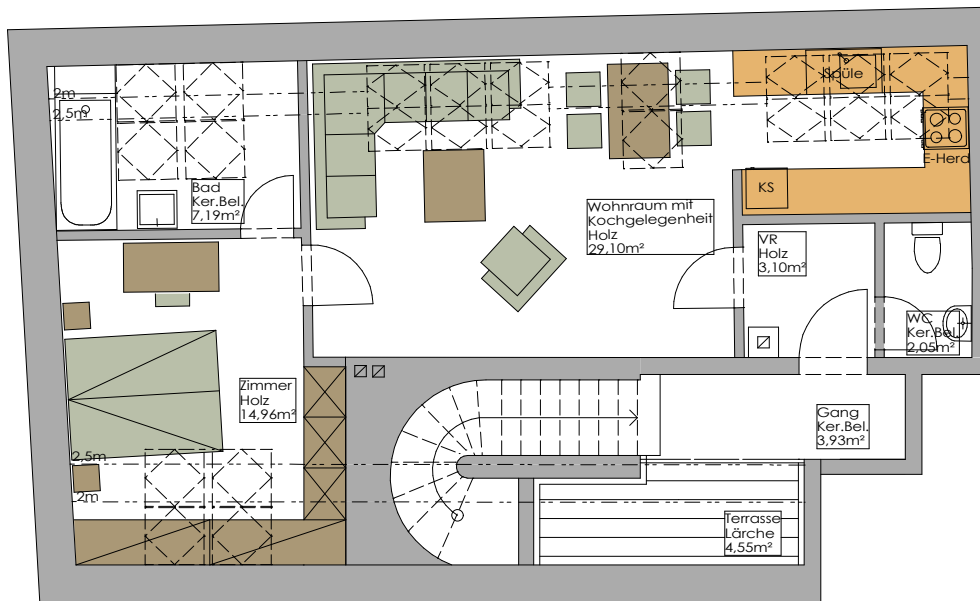 2m
2,5m
Bad
Ker.Bel.
7,19m²
Spüle
E-Herd
KS
Wohnraum mit
Kochgelegenheit
Holz
29,10m²
VR
Holz
3,10m²
WC
Ker.Bel.
2,05m²
Zimmer
Holz
14,96m²
Gang
Ker.Bel.
3,93m²
2,5m
2m
Terrasse
Lärche
4,55m²